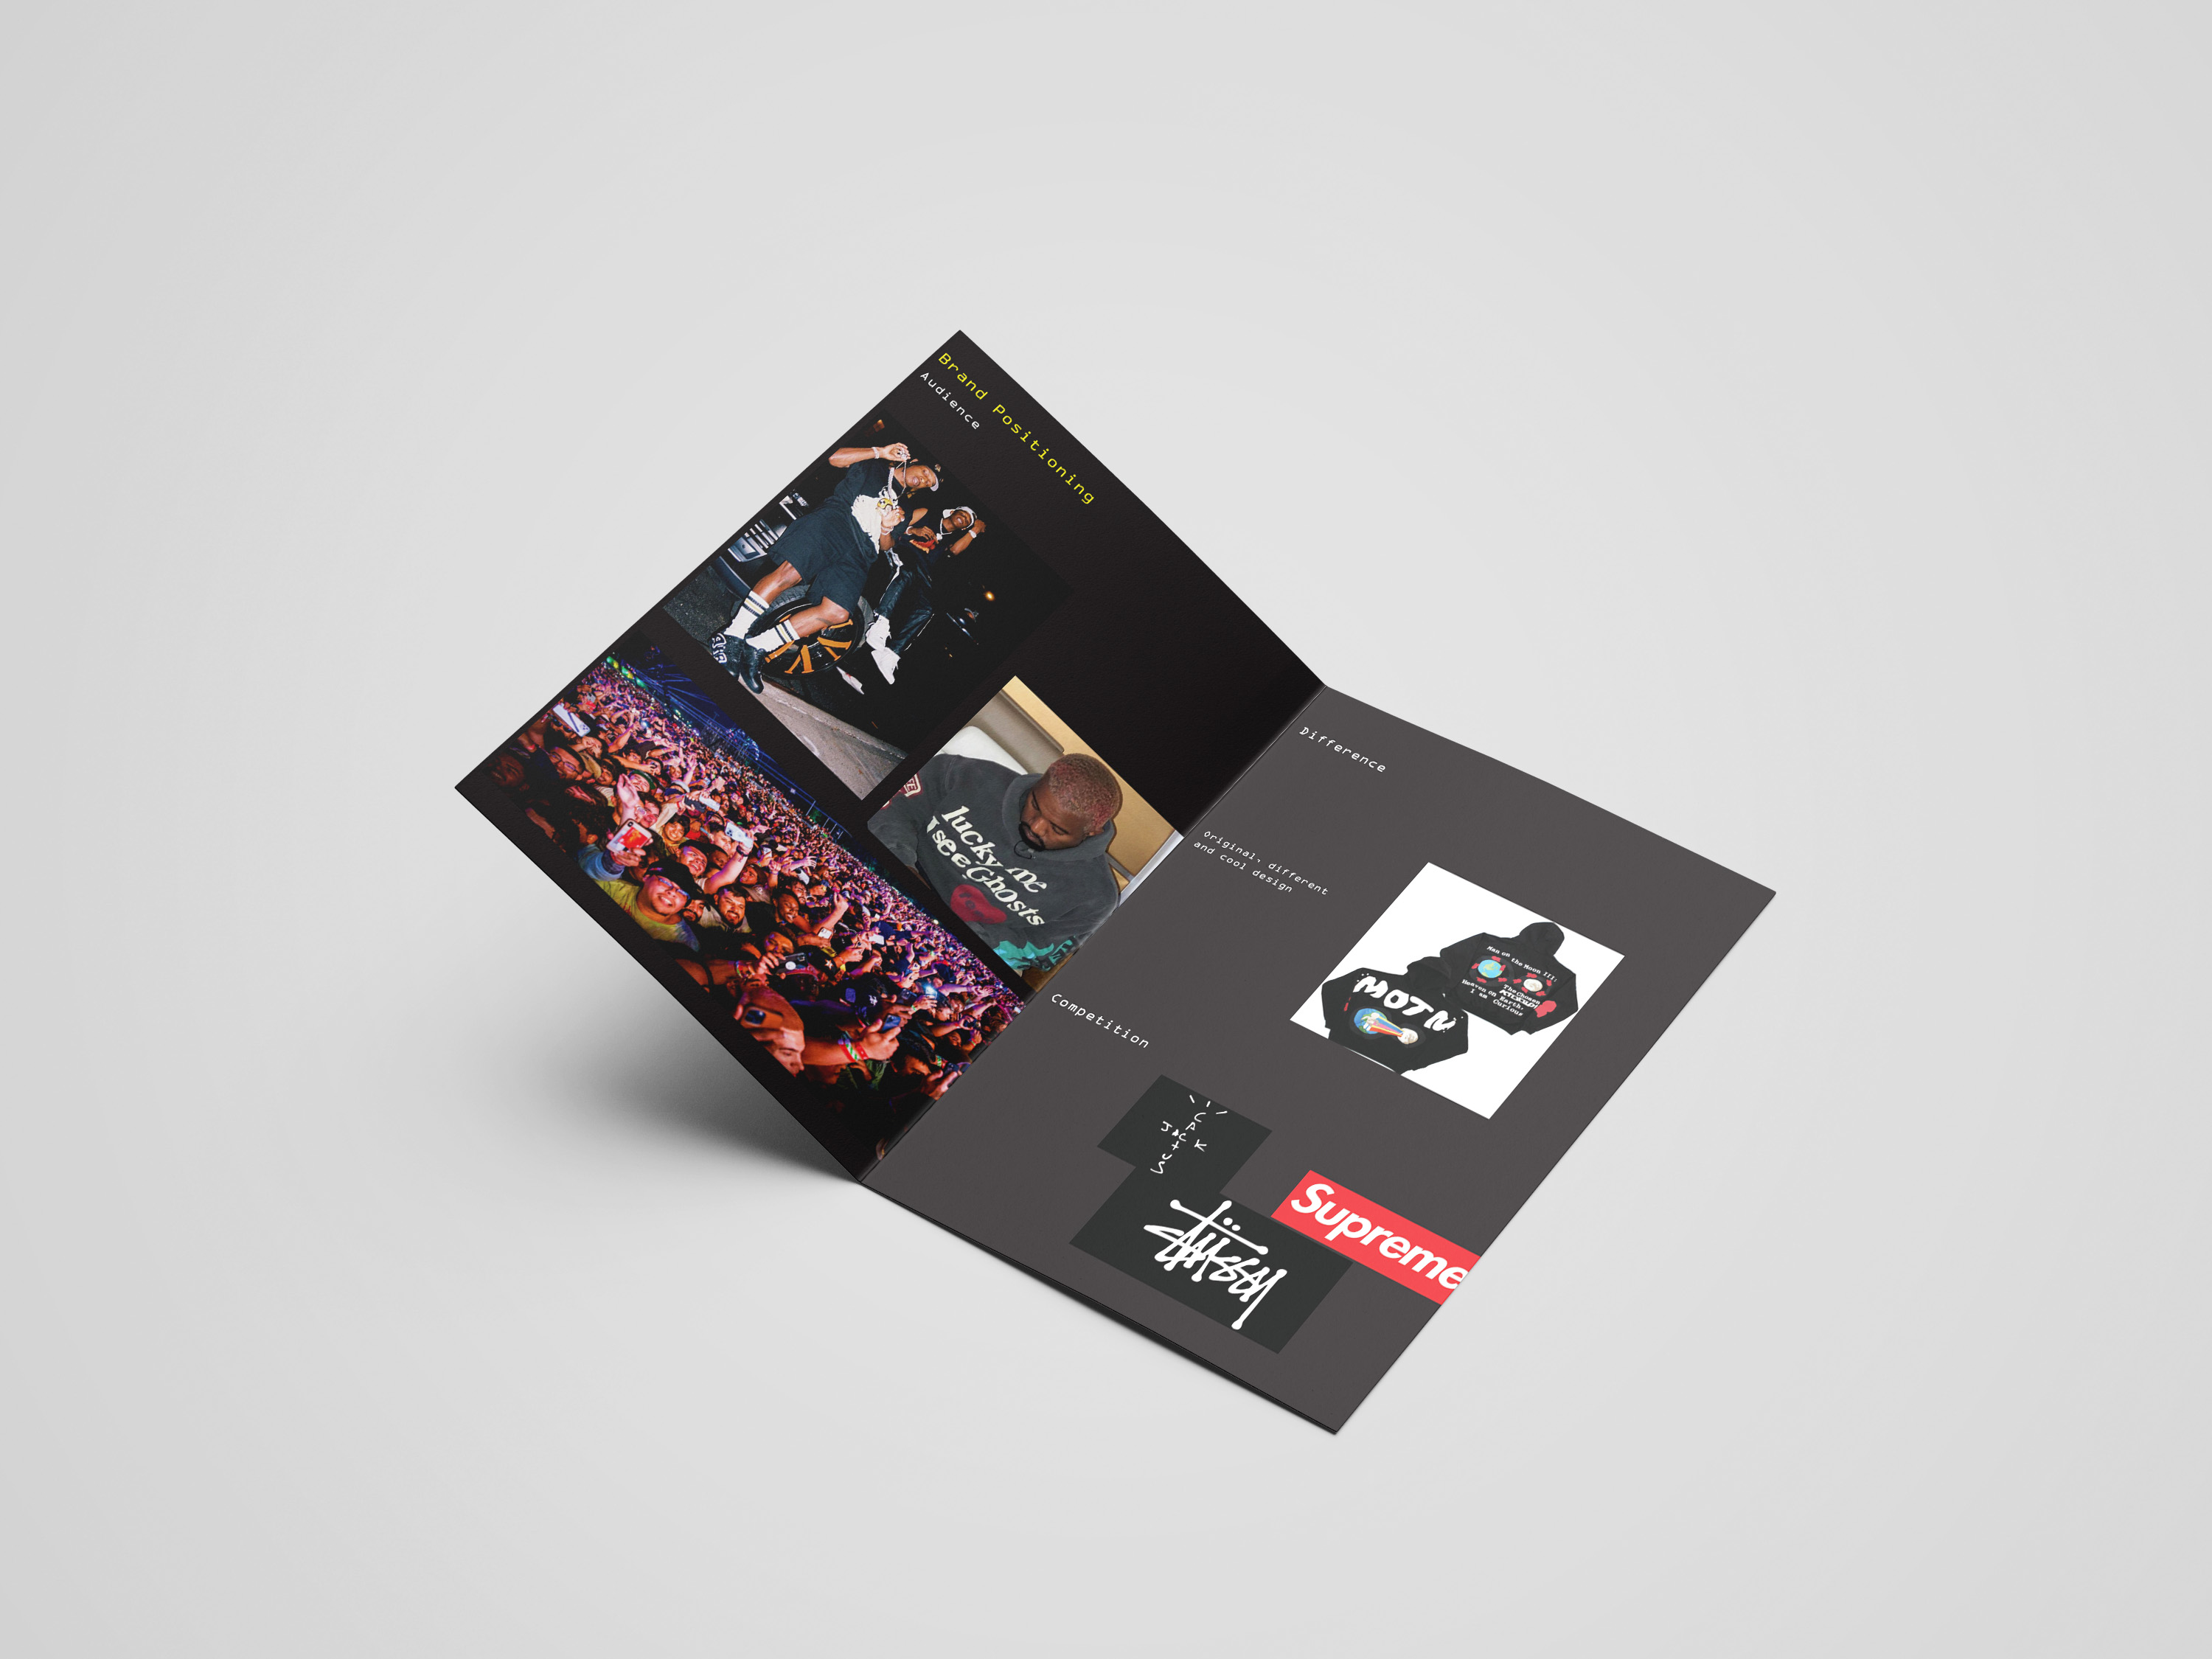 Brand Positioning
Audience
lucky me
I see Ghosts
Difference
Original, different
and cool design
Man on the Moon III:
The Chosen
Heaven on Earth,
I am Curious
MOTM
Competition
CACTUS
JACK
Stüssy
Supreme